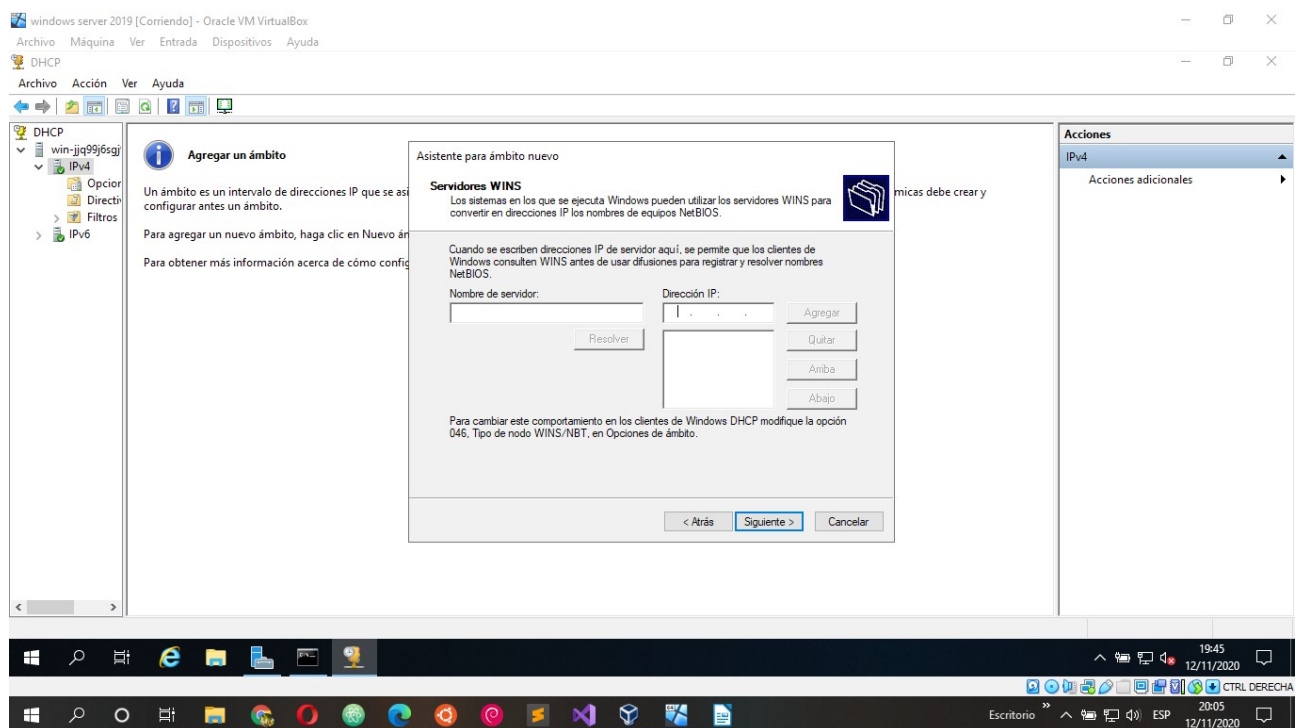 windows server 2019 [Corriendo] - Oracle VM VirtualBox
Archivo Máquina Ver Entrada Dispositivos Ayuda
DHCP
Archivo Acción Ver Ayuda
DHCP
win-jjq99j6sgj
IPv4
Opcior
Directiv
Filtros
IPv6
Agregar un ámbito
Un ámbito es un intervalo de direcciones IP que se asi
micas debe crear y
configurar antes un ámbito.
Para agregar un nuevo ámbito, haga clic en Nuevo án
Para obtener más información acerca de cómo config
Asistente para ámbito nuevo
Servidores WINS
Los sistemas en los que se ejecuta Windows pueden utilizar los servidores WINS para
convertir en direcciones IP los nombres de equipos NetBIOS.
Cuando se escriben direcciones IP de servidor aquí, se permite que los clientes de
Windows consulten WINS antes de usar difusiones para registrar y resolver nombres
NetBIOS.
Nombre de servidor: Dirección IP:
Agregar
Resolver Quitar
Arriba
Abajo
Para cambiar este comportamiento en los clientes de Windows DHCP modifique la opción
046, Tipo de nodo WINS/NBT, en Opciones de ámbito.
< Atrás Siguiente > Cancelar
Acciones
IPv4
Acciones adicionales
19:45
12/11/2020
CTRL DERECHA
Escritorio ESP 20:05
12/11/2020